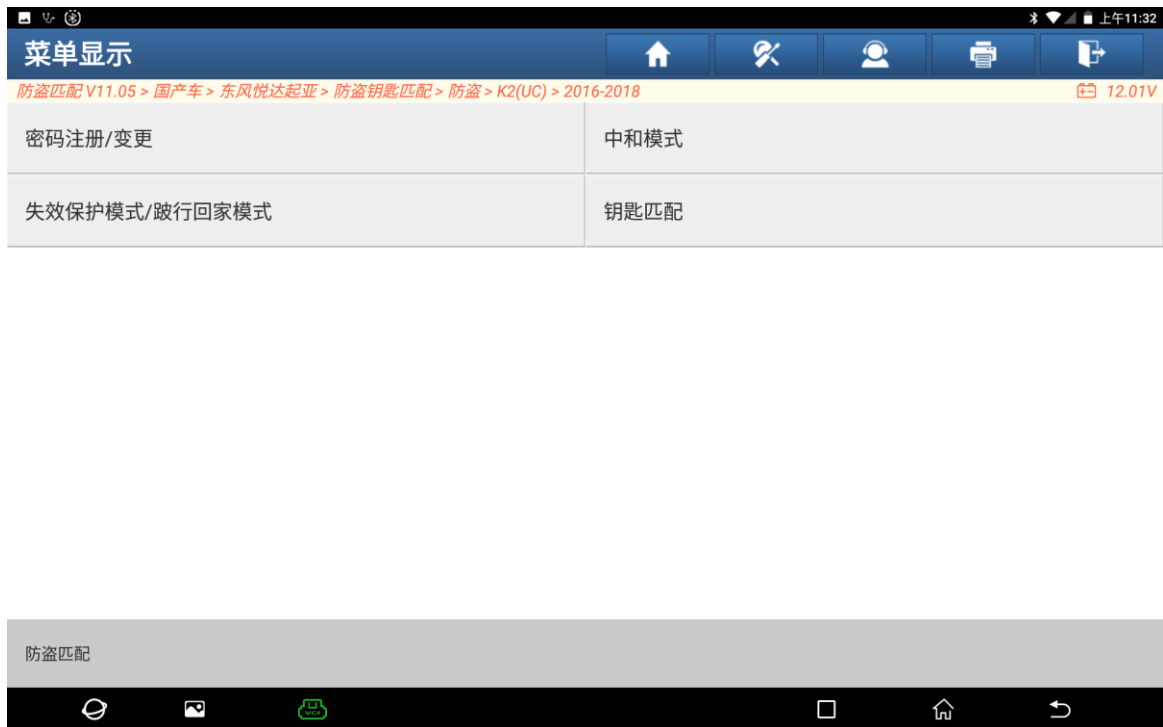 上午11:32
菜单显示
防盗匹配 V11.05 > 国产车 > 东风悦达起亚 > 防盗钥匙匹配 > 防盗 > K2(UC) > 2016-2018 12.01V
密码注册/变更 中和模式
失效保护模式/跛行回家模式 钥匙匹配
防盗匹配
VCI